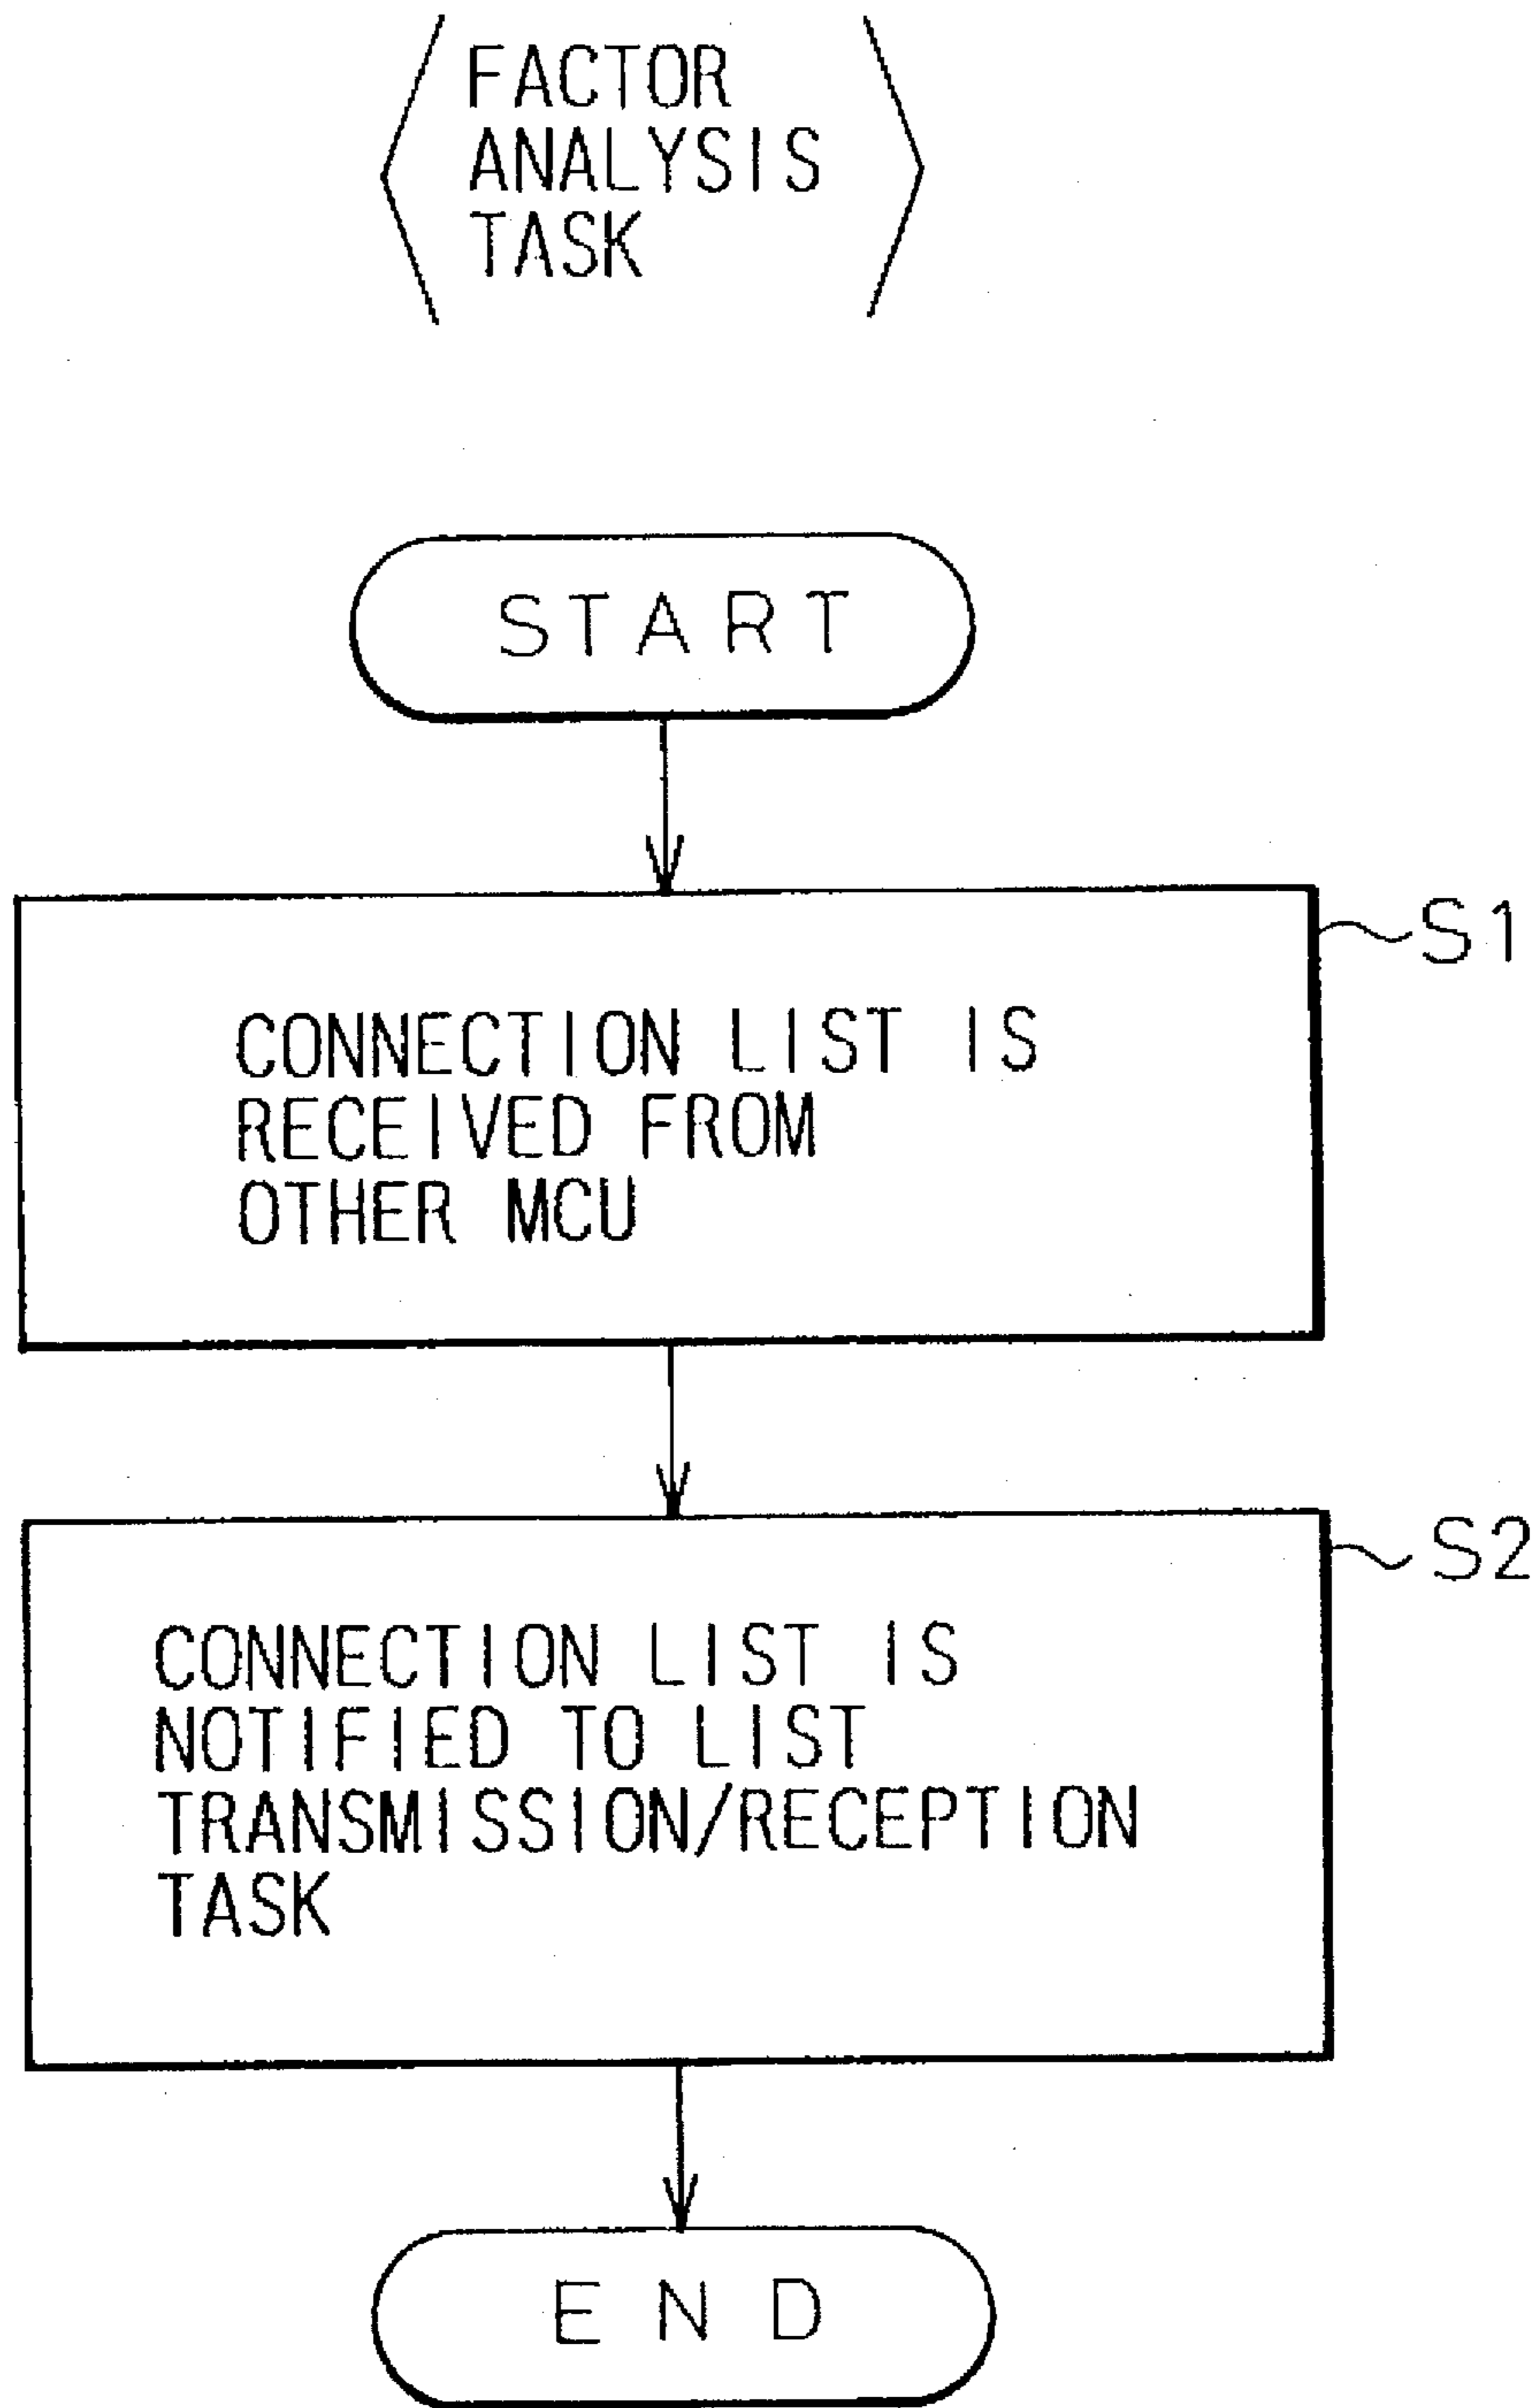 FACTOR
ANALYSIS
TASK
START
S1
CONNECTION LIST IS
RECEIVED FROM
OTHER MCU
S2
CONNECTION LIST IS
NOTIFIED TO LIST
TRANSMISSION/RECEPTION
TASK
END